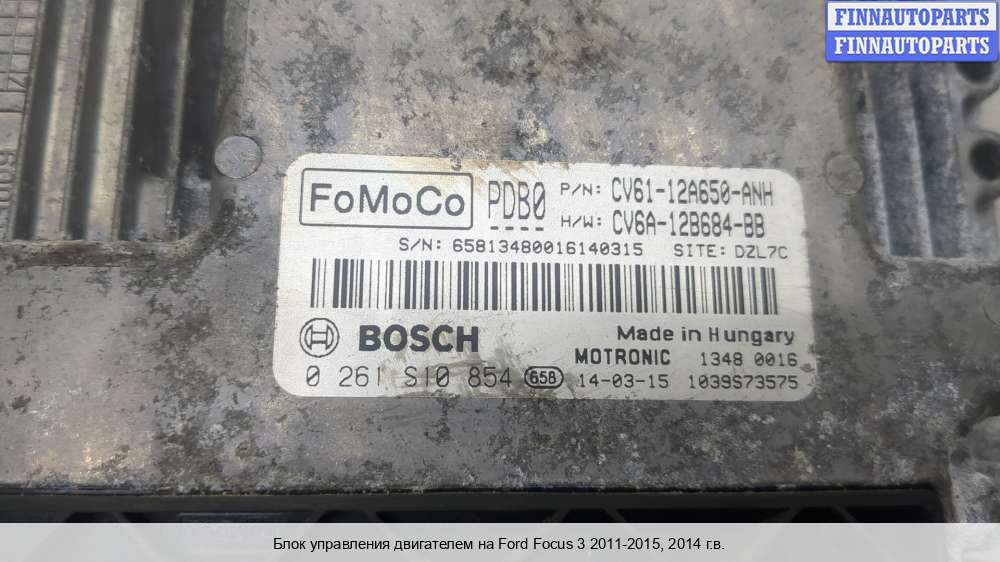 FINNAUTOPARTS
FINNAUTOPARTS
FoMoCo PDB0 P/N: CV61-12A650-ANH
H/W: CV6A-12B684-BB
S/N: 65813480016140315 SITE: DZL7C
BOSCH Made in Hungary
MOTRONIC 1348 0016
0 261 S10 854 658 14-03-15 1039S73575
Блок управления двигателем на Ford Focus 3 2011-2015, 2014 г.в.